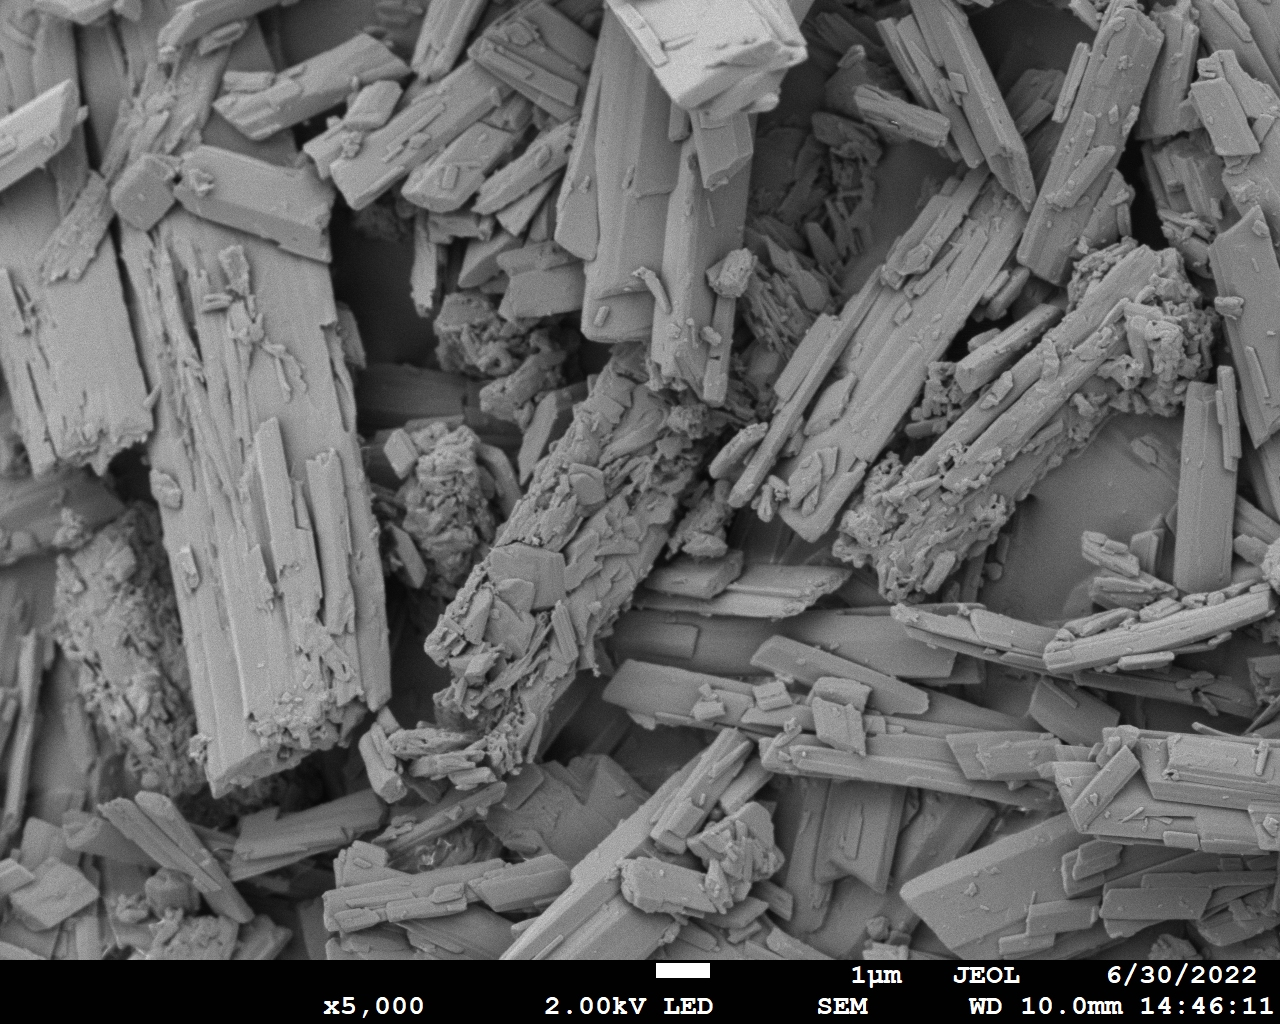 1µm JEOL 6/30/2022
x5,000 2.00kV LED SEM WD 10.0mm 14:46:11